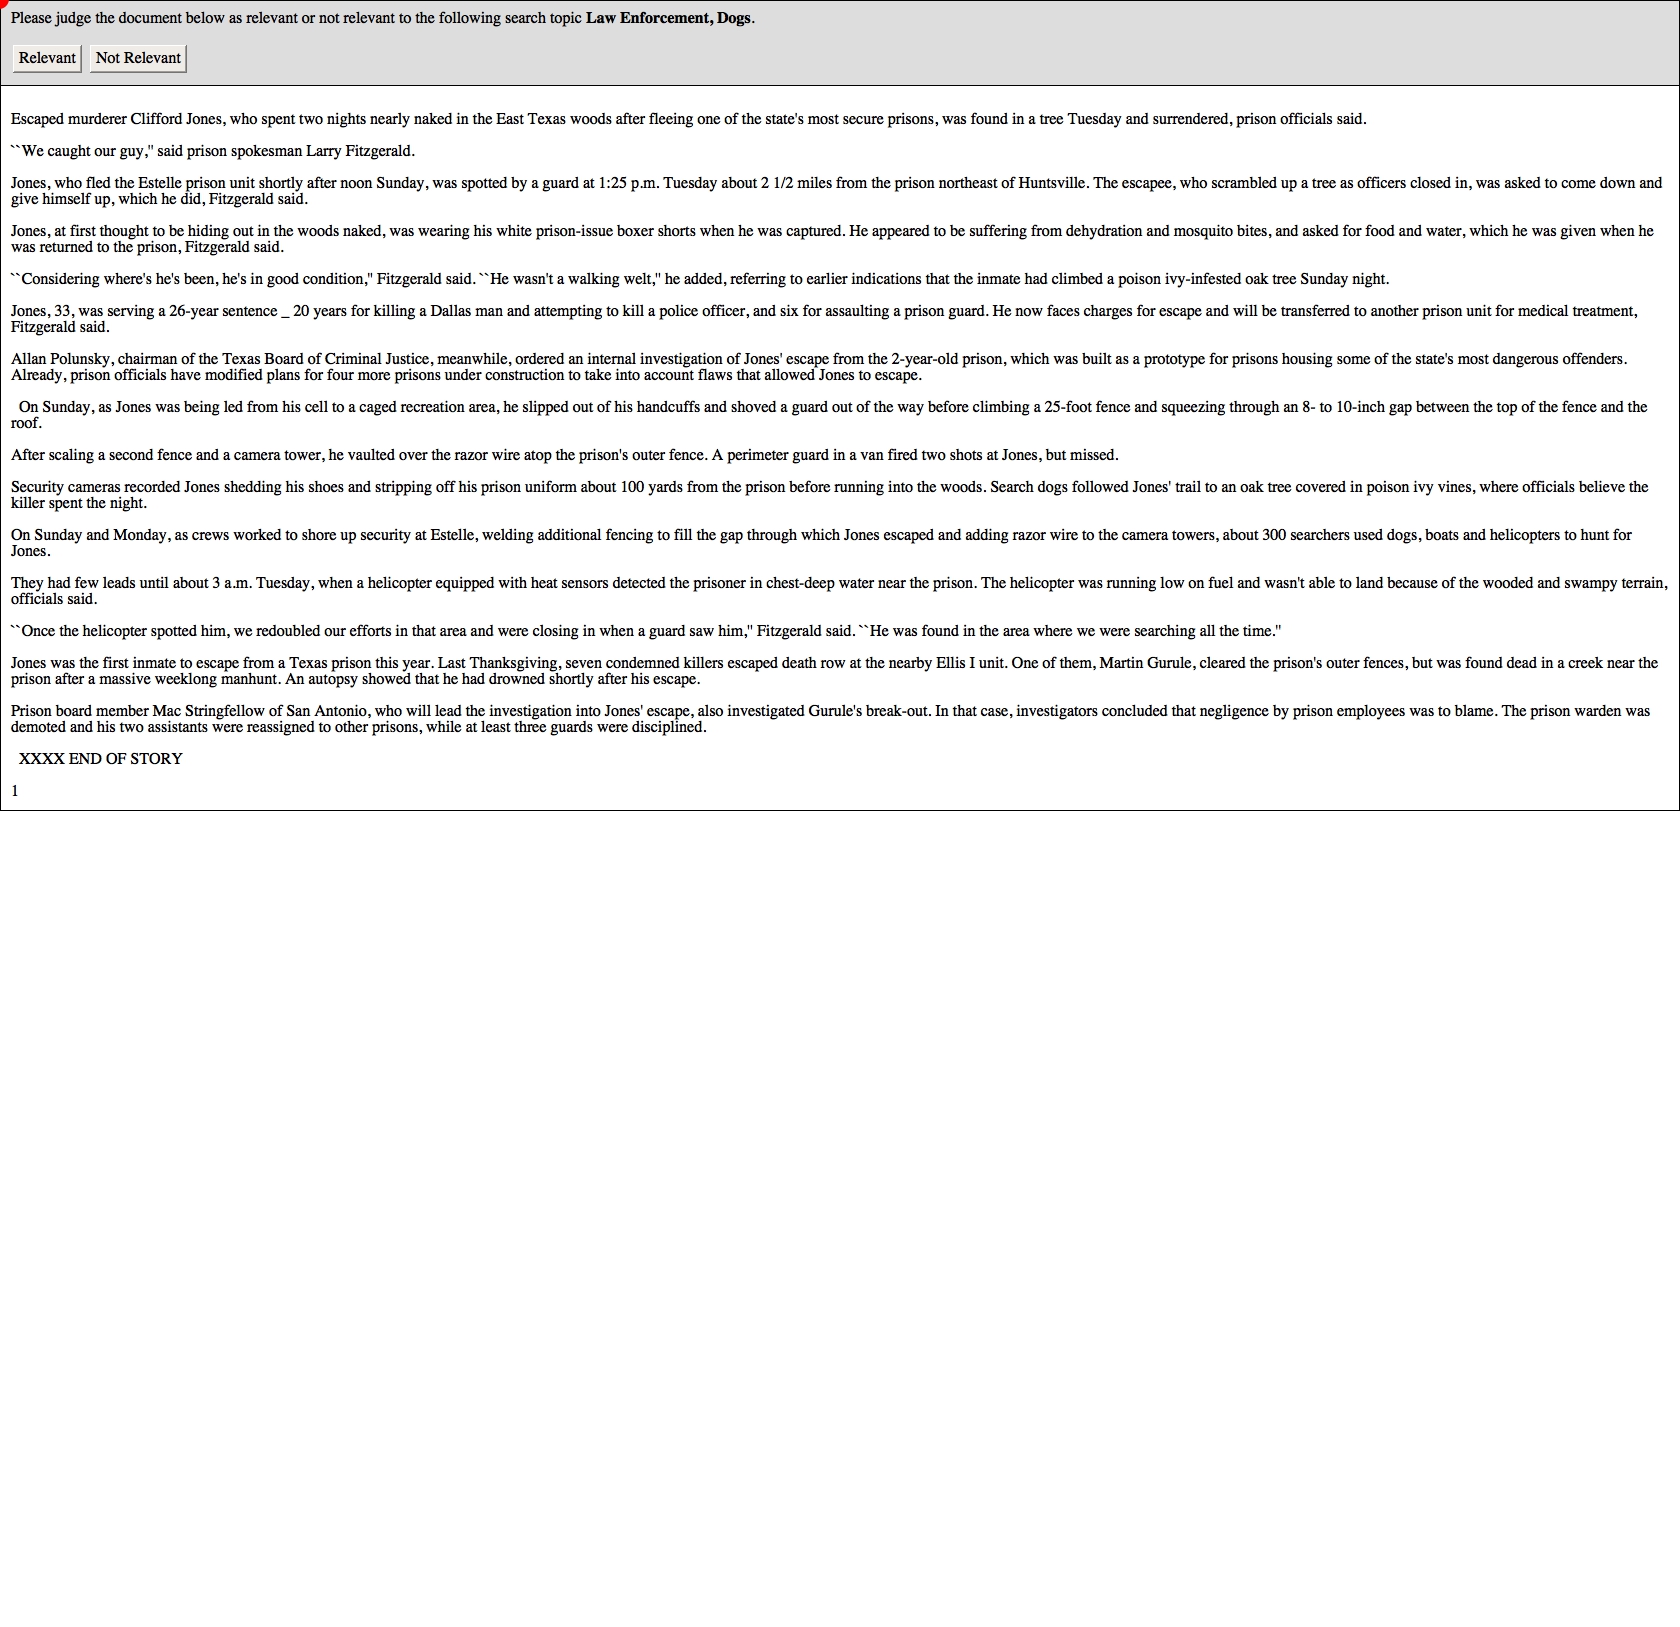 Please judge the document below as relevant or not relevant to the following search topic Law Enforcement, Dogs.
Relevant Not Relevant
Escaped murderer Clifford Jones, who spent two nights nearly naked in the East Texas woods after fleeing one of the state's most secure prisons, was found in a tree Tuesday and surrendered, prison officials said.
``We caught our guy,'' said prison spokesman Larry Fitzgerald.
Jones, who fled the Estelle prison unit shortly after noon Sunday, was spotted by a guard at 1:25 p.m. Tuesday about 2 1/2 miles from the prison northeast of Huntsville. The escapee, who scrambled up a tree as officers closed in, was asked to come down and
give himself up, which he did, Fitzgerald said.
Jones, at first thought to be hiding out in the woods naked, was wearing his white prison-issue boxer shorts when he was captured. He appeared to be suffering from dehydration and mosquito bites, and asked for food and water, which he was given when he
was returned to the prison, Fitzgerald said.
``Considering where's he's been, he's in good condition,'' Fitzgerald said. ``He wasn't a walking welt,'' he added, referring to earlier indications that the inmate had climbed a poison ivy-infested oak tree Sunday night.
Jones, 33, was serving a 26-year sentence _ 20 years for killing a Dallas man and attempting to kill a police officer, and six for assaulting a prison guard. He now faces charges for escape and will be transferred to another prison unit for medical treatment,
Fitzgerald said.
Allan Polunsky, chairman of the Texas Board of Criminal Justice, meanwhile, ordered an internal investigation of Jones' escape from the 2-year-old prison, which was built as a prototype for prisons housing some of the state's most dangerous offenders.
Already, prison officials have modified plans for four more prisons under construction to take into account flaws that allowed Jones to escape.
On Sunday, as Jones was being led from his cell to a caged recreation area, he slipped out of his handcuffs and shoved a guard out of the way before climbing a 25-foot fence and squeezing through an 8- to 10-inch gap between the top of the fence and the
roof.
After scaling a second fence and a camera tower, he vaulted over the razor wire atop the prison's outer fence. A perimeter guard in a van fired two shots at Jones, but missed.
Security cameras recorded Jones shedding his shoes and stripping off his prison uniform about 100 yards from the prison before running into the woods. Search dogs followed Jones' trail to an oak tree covered in poison ivy vines, where officials believe the
killer spent the night.
On Sunday and Monday, as crews worked to shore up security at Estelle, welding additional fencing to fill the gap through which Jones escaped and adding razor wire to the camera towers, about 300 searchers used dogs, boats and helicopters to hunt for
Jones.
They had few leads until about 3 a.m. Tuesday, when a helicopter equipped with heat sensors detected the prisoner in chest-deep water near the prison. The helicopter was running low on fuel and wasn't able to land because of the wooded and swampy terrain,
officials said.
``Once the helicopter spotted him, we redoubled our efforts in that area and were closing in when a guard saw him,'' Fitzgerald said. ``He was found in the area where we were searching all the time.''
Jones was the first inmate to escape from a Texas prison this year. Last Thanksgiving, seven condemned killers escaped death row at the nearby Ellis I unit. One of them, Martin Gurule, cleared the prison's outer fences, but was found dead in a creek near the
prison after a massive weeklong manhunt. An autopsy showed that he had drowned shortly after his escape.
Prison board member Mac Stringfellow of San Antonio, who will lead the investigation into Jones' escape, also investigated Gurule's break-out. In that case, investigators concluded that negligence by prison employees was to blame. The prison warden was
demoted and his two assistants were reassigned to other prisons, while at least three guards were disciplined.
XXXX END OF STORY
1